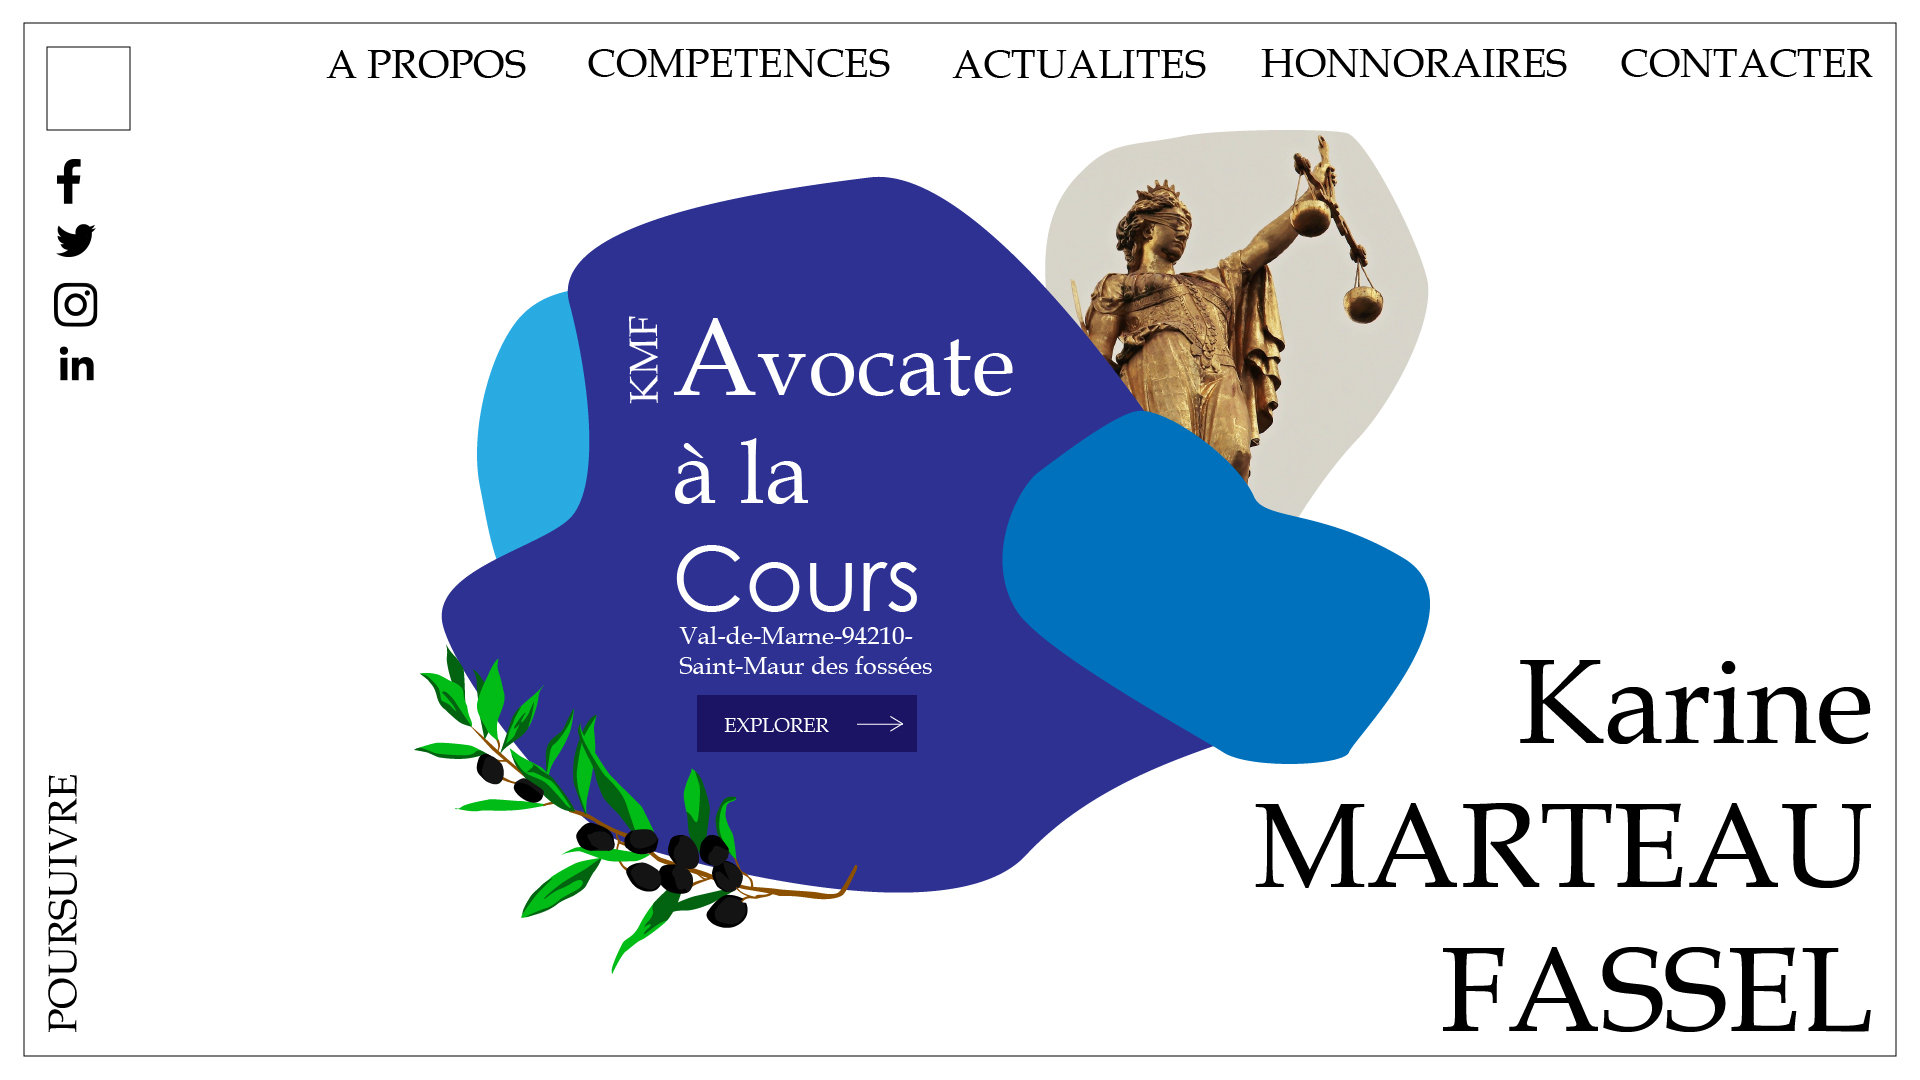 A PROPOS
COMPETENCES
ACTUALITES
HONNORAIRES
CONTACTER
KMF
Avocate
à la
Cours
Val-de-Marne-94210-
Saint-Maur des fossées
EXPLORER
Karine
MARTEAU
FASSEL
POURSUIVRE